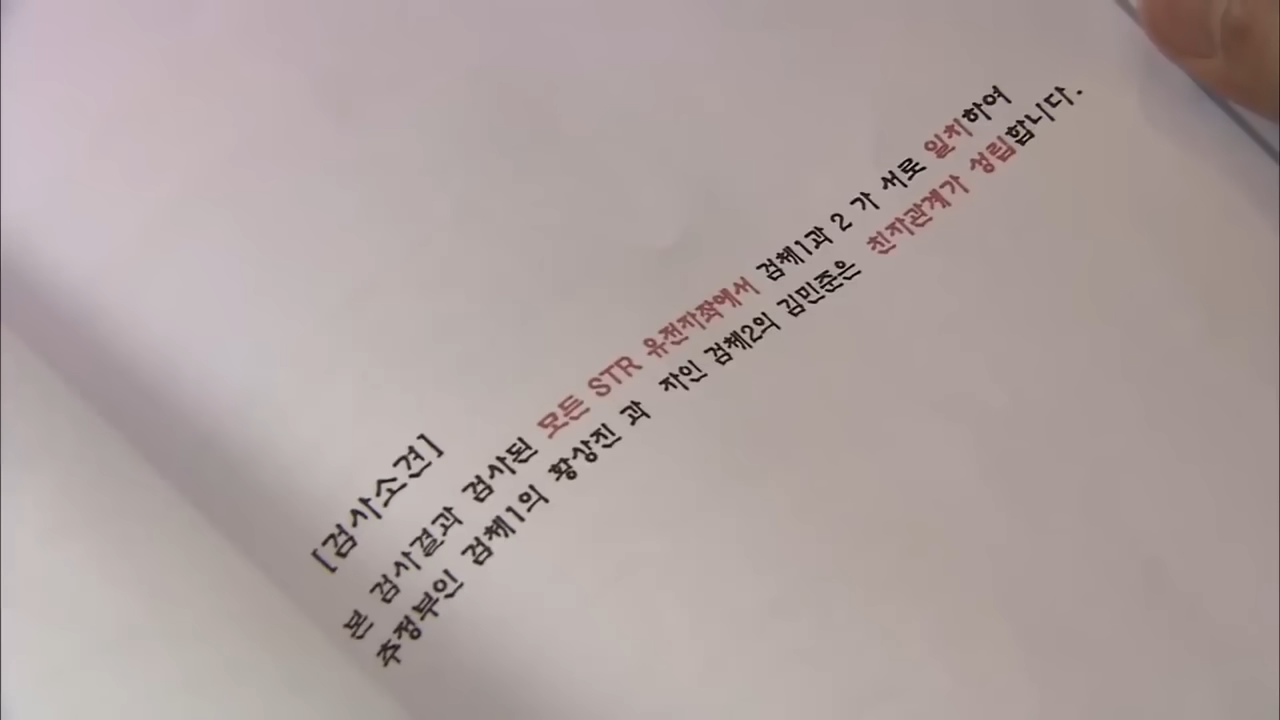 [검사소견]
본 검사결과 검사된 모든 STR 유전자좌에서 검체1과 2 가 서로 일치하여
추정부인 검체1의 황상진 과 자인 검체2의 김민준은 친자관계가 성립합니다.